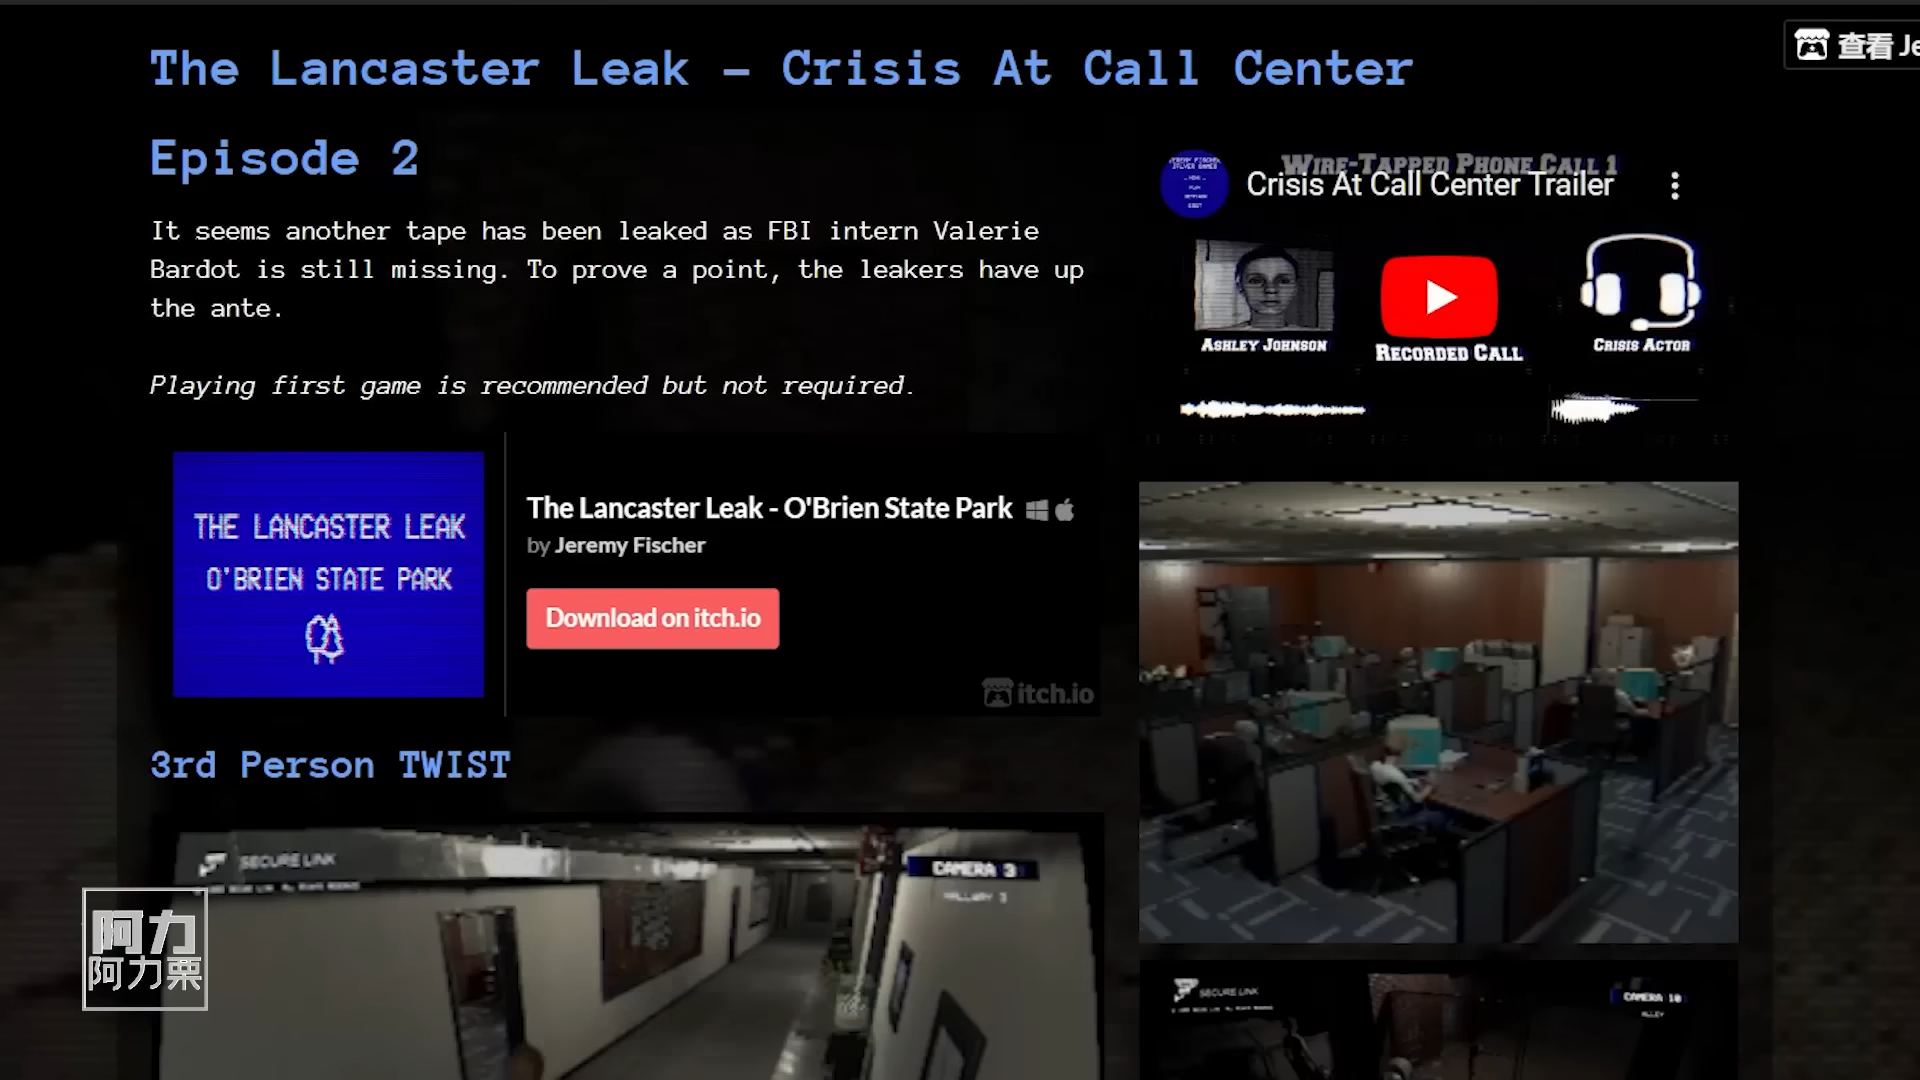 The Lancaster Leak – Crisis At Call Center
查看 Je
Episode 2
It seems another tape has been leaked as FBI intern Valerie
Bardot is still missing. To prove a point, the leakers have up
the ante.
Playing first game is recommended but not required.
WIRE-TAPPED PHONE CALL 1
Crisis At Call Center Trailer
ASHLEY JOHNSON
RECORDED CALL
CRISIS ACTOR
THE LANCASTER LEAK
O'BRIEN STATE PARK
The Lancaster Leak - O'Brien State Park
by Jeremy Fischer
Download on itch.io
itch.io
3rd Person TWIST
SECURE LINK
CAMERA 3
HALLWAY 3
SECURE LINK
CAMERA 10
ALLEY
阿力
阿力栗